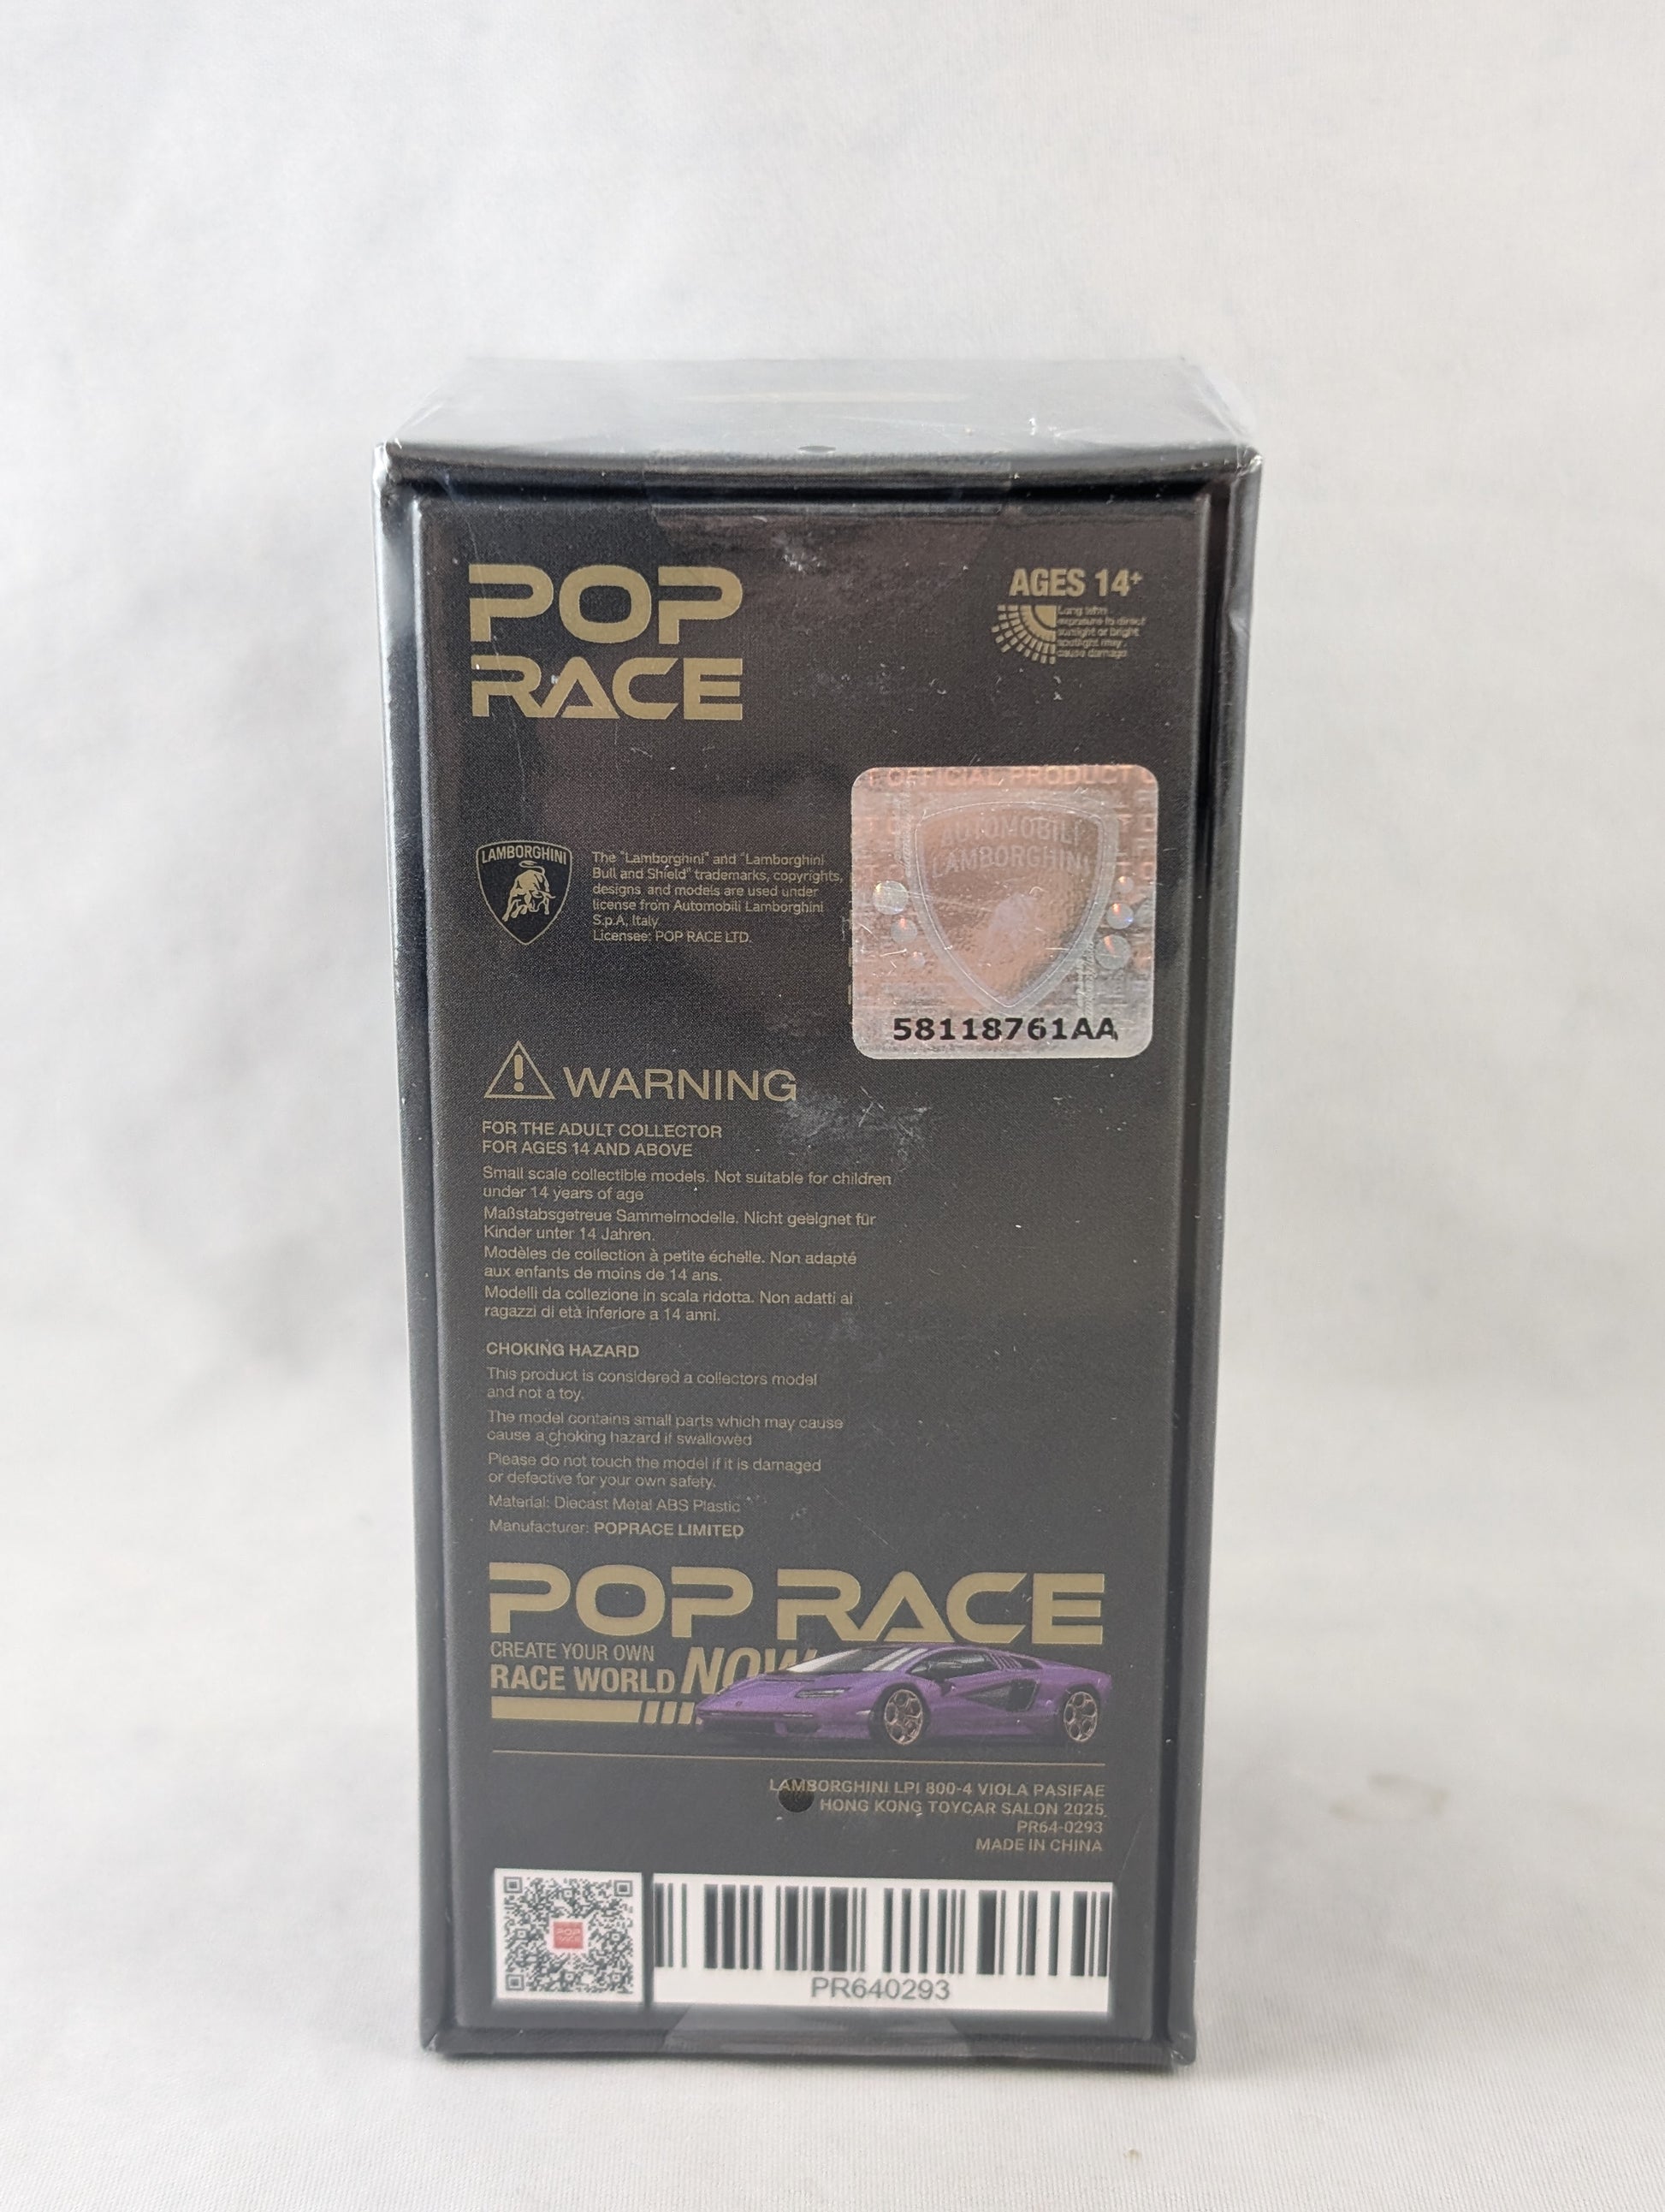 POP
RACE
AGES 14+
Long term
exposure to direct
sunlight or bright
spotlight may
cause damage
OFFICIAL PRODUCT
AUTOMOBILI
LAMBORGHINI
58118761AA
LAMBORGHINI
The "Lamborghini" and "Lamborghini
Bull and Shield" trademarks, copyrights,
designs and models are used under
license from Automobili Lamborghini
S.p.A, Italy
Licensee: POP RACE LTD.
WARNING
FOR THE ADULT COLLECTOR
FOR AGES 14 AND ABOVE
Small scale collectible models. Not suitable for children
under 14 years of age
Maßstabsgetreue Sammelmodelle. Nicht geeignet für
Kinder unter 14 Jahren.
Modèles de collection à petite échelle. Non adapté
aux enfants de moins de 14 ans.
Modelli da collezione in scala ridotta. Non adatti ai
ragazzi di età inferiore a 14 anni.
CHOKING HAZARD
This product is considered a collectors model
and not a toy.
The model contains small parts which may cause
cause a choking hazard if swallowed
Please do not touch the model if it is damaged
or defective for your own safety.
Material: Diecast Metal ABS Plastic
Manufacturer: POPRACE LIMITED
POP RACE
CREATE YOUR OWN
RACE WORLD NOW
LAMBORGHINI LPI 800-4 VIOLA PASIFAE
HONG KONG TOYCAR SALON 2025
PR64-0293
MADE IN CHINA
POP
RACE
PR640293